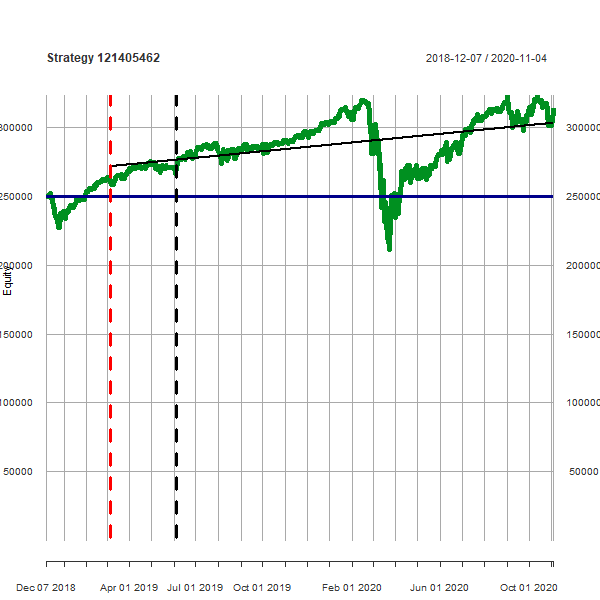 Strategy 121405462 2018-12-07 / 2020-11-04
300000 300000
250000 250000
200000 200000
Equity
150000 150000
100000 100000
50000 50000
Dec 07 2018 Apr 01 2019 Jul 01 2019 Oct 01 2019 Feb 01 2020 Jun 01 2020 Oct 01 2020